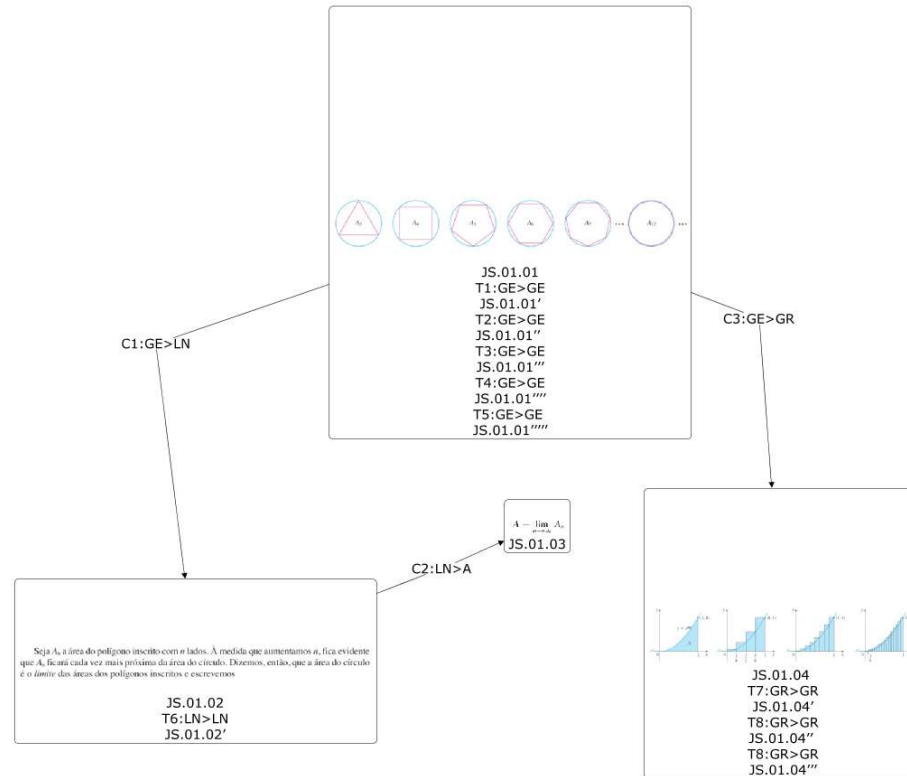 A₃ A₄ A₅ A₆ A₇ ··· A₁₂ ···
JS.01.01
T1:GE>GE
JS.01.01'
T2:GE>GE
JS.01.01''
T3:GE>GE
JS.01.01'''
T4:GE>GE
JS.01.01''''
T5:GE>GE
JS.01.01'''''
C1:GE>LN
C3:GE>GR
A = lim Aₙ
JS.01.03
C2:LN>A
Seja Aₙ a área do polígono inscrito com n lados. À medida que aumentamos n, fica evidente
que Aₙ ficará cada vez mais próxima da área do círculo. Dizemos, então, que a área do círculo
é o limite das áreas dos polígonos inscritos e escrevemos
JS.01.02
T6:LN>LN
JS.01.02'
JS.01.04
T7:GR>GR
JS.01.04'
T8:GR>GR
JS.01.04''
T8:GR>GR
JS.01.04'''